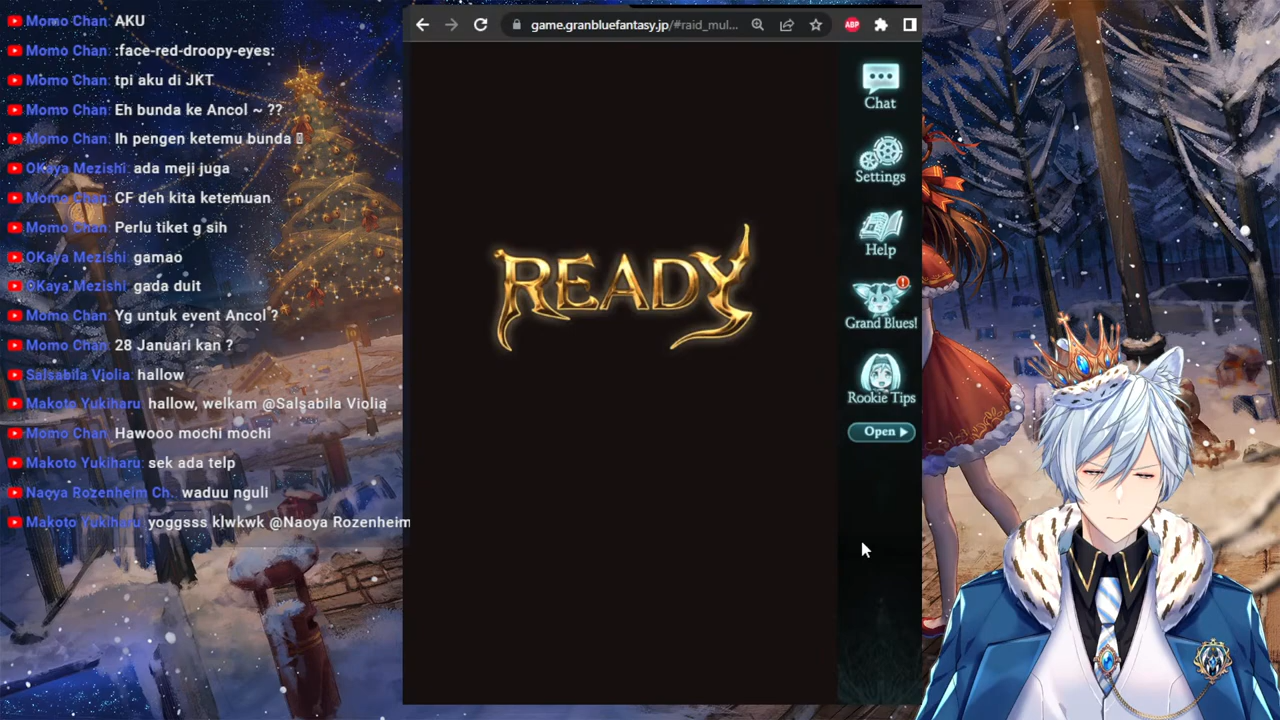 Momo Chan: AKU
Momo Chan: :face-red-droopy-eyes:
Momo Chan: tpi aku di JKT
Momo Chan: Eh bunda ke Ancol ~ ??
Momo Chan: Ih pengen ketemu bunda
OKaya Mezishi: ada meji juga
Momo Chan: CF deh kita ketemuan
Momo Chan: Perlu tiket g sih
OKaya Mezishi: gamao
OKaya Mezishi: gada duit
Momo Chan: Yg untuk event Ancol ?
Momo Chan: 28 Januari kan ?
Salsabila Violia: hallow
Makoto Yukiharu: hallow, welkam @Salsabila Violia
Momo Chan: Hawooo mochi mochi
Makoto Yukiharu: sek ada telp
Naoya Rozenheim Ch.: waduu nguli
Makoto Yukiharu: yoggsss klwkwk @Naoya Rozenheim
game.granbluefantasy.jp/#raid_mul...
ABP
READY
Chat
Settings
Help
Grand Blues!
Rookie Tips
Open